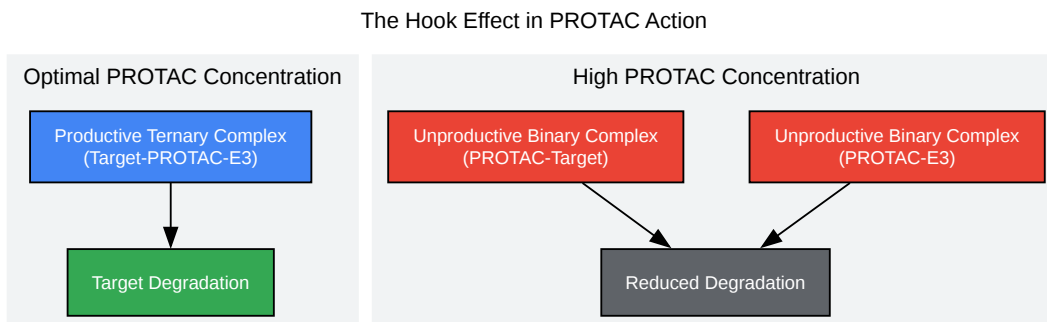 The Hook Effect in PROTAC Action
Optimal PROTAC Concentration
Productive Ternary Complex
(Target-PROTAC-E3)
Target Degradation
High PROTAC Concentration
Unproductive Binary Complex
(PROTAC-Target)
Unproductive Binary Complex
(PROTAC-E3)
Reduced Degradation